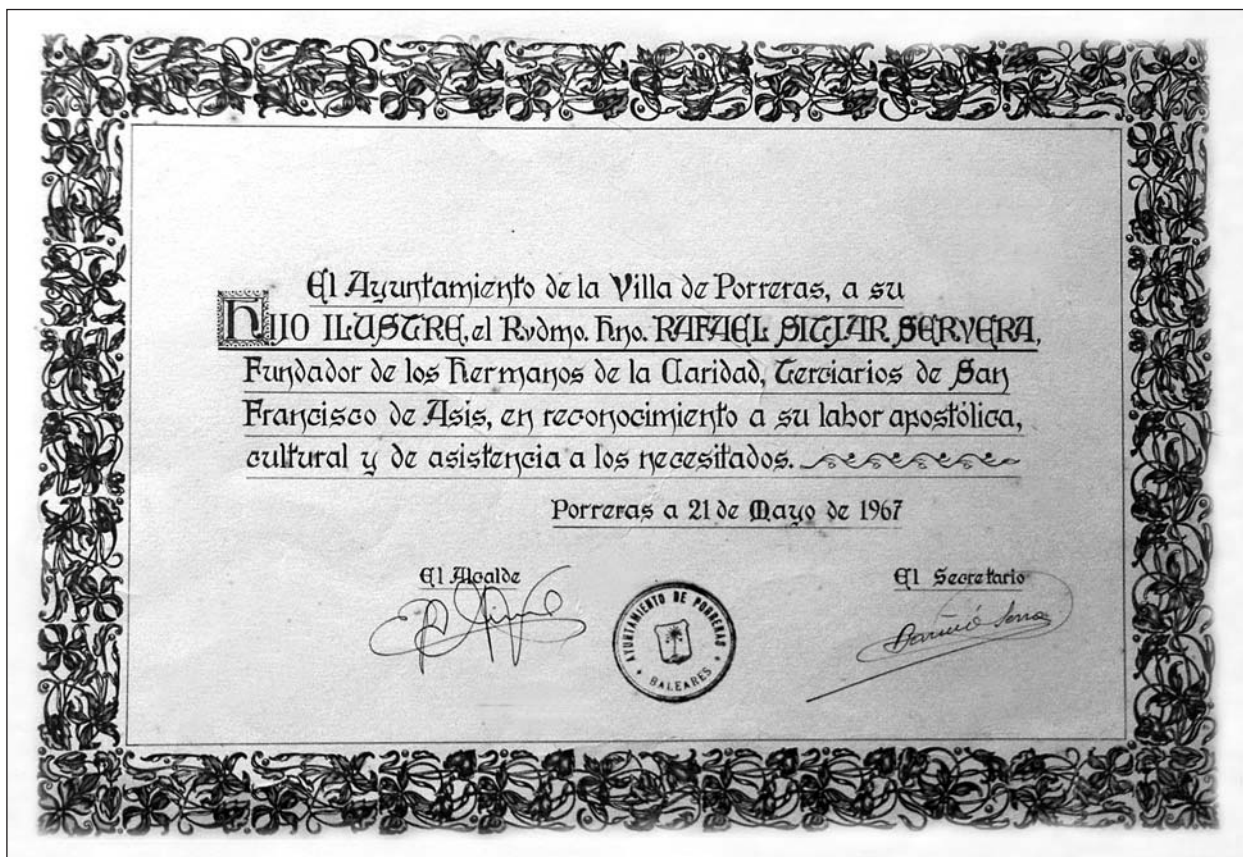 El Ayuntamiento de la Villa de Porreras, a su
HIJO ILUSTRE, el Rvdmo. Hno. RAFAEL SITJAR SERVERA,
Fundador de los Hermanos de la Caridad, Terciarios de San
Francisco de Asis, en reconocimiento a su labor apostólica,
cultural y de asistencia a los necesitados.
Porreras a 21 de Mayo de 1967
El Alcalde
El Secretario
AYUNTAMIENTO DE PORRERAS
BALEARES